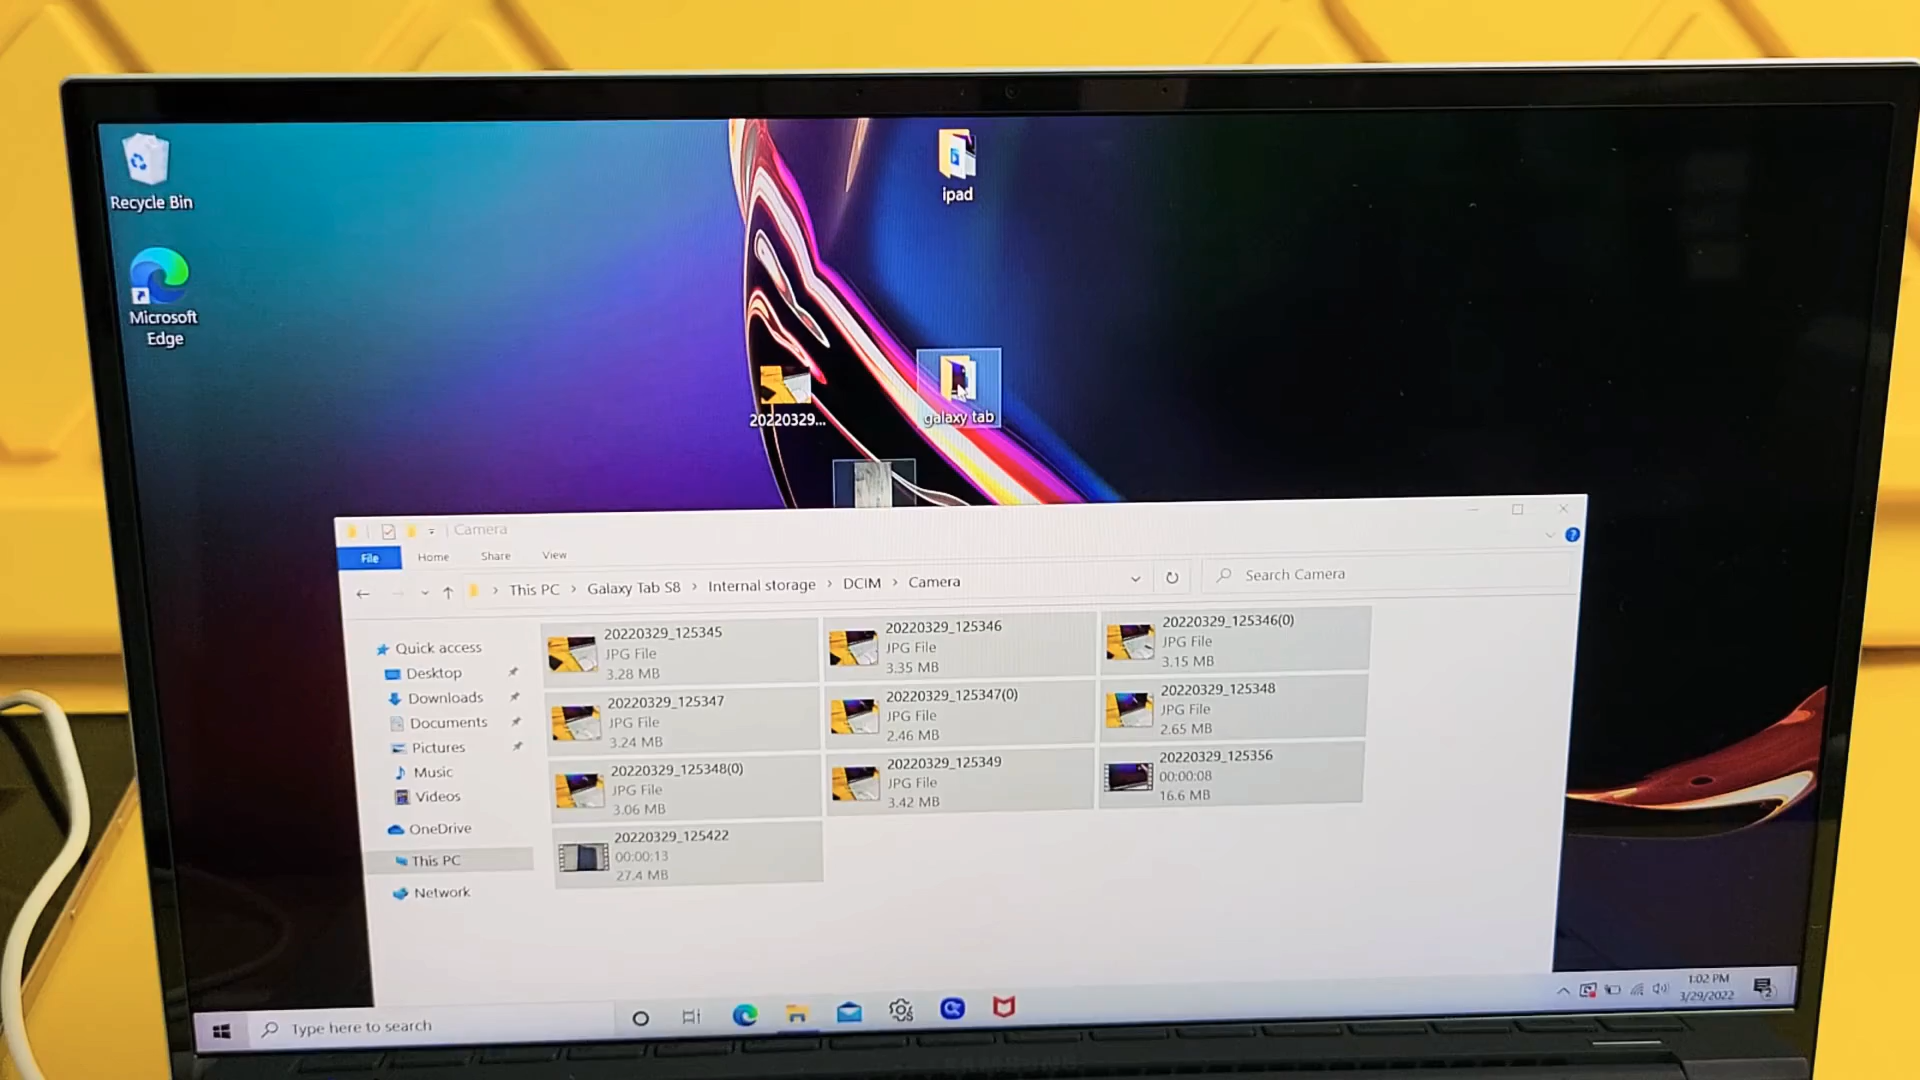 Recycle Bin
Microsoft
Edge
ipad
20220329...
galaxy tab
Camera
File
Home
Share
View
This PC
Galaxy Tab S8
Internal storage
DCIM
Camera
Search Camera
Quick access
Desktop
Downloads
Documents
Pictures
Music
Videos
OneDrive
This PC
Network
20220329_125345
JPG File
3.28 MB
20220329_125346
JPG File
3.35 MB
20220329_125346(0)
JPG File
3.15 MB
20220329_125347
JPG File
3.24 MB
20220329_125347(0)
JPG File
2.46 MB
20220329_125348
JPG File
2.65 MB
20220329_125348(0)
JPG File
3.06 MB
20220329_125349
JPG File
3.42 MB
20220329_125356
00:00:08
16.6 MB
20220329_125422
00:00:13
27.4 MB
Type here to search
1:02 PM
3/29/2022
2